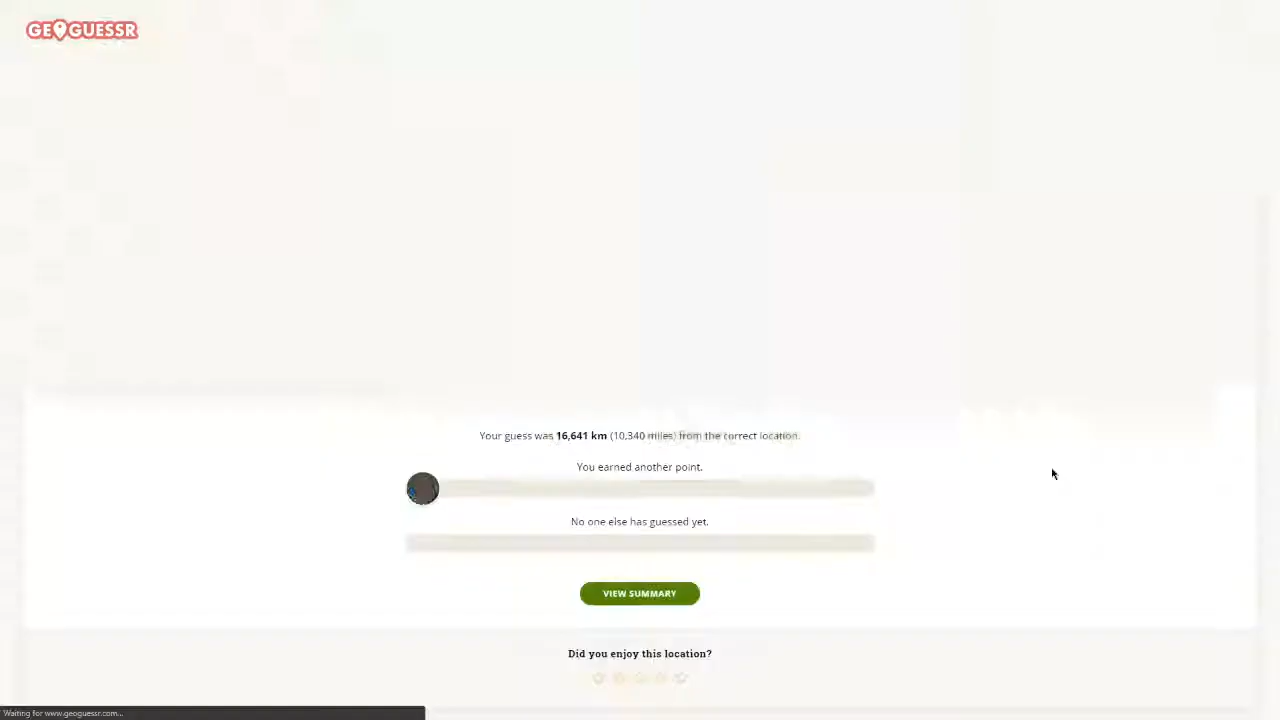 GEOGUESSR
Your guess was 16,641 km (10,340 miles) from the correct location.
You earned another point.
No one else has guessed yet.
VIEW SUMMARY
Did you enjoy this location?
Waiting for www.geoguessr.com...